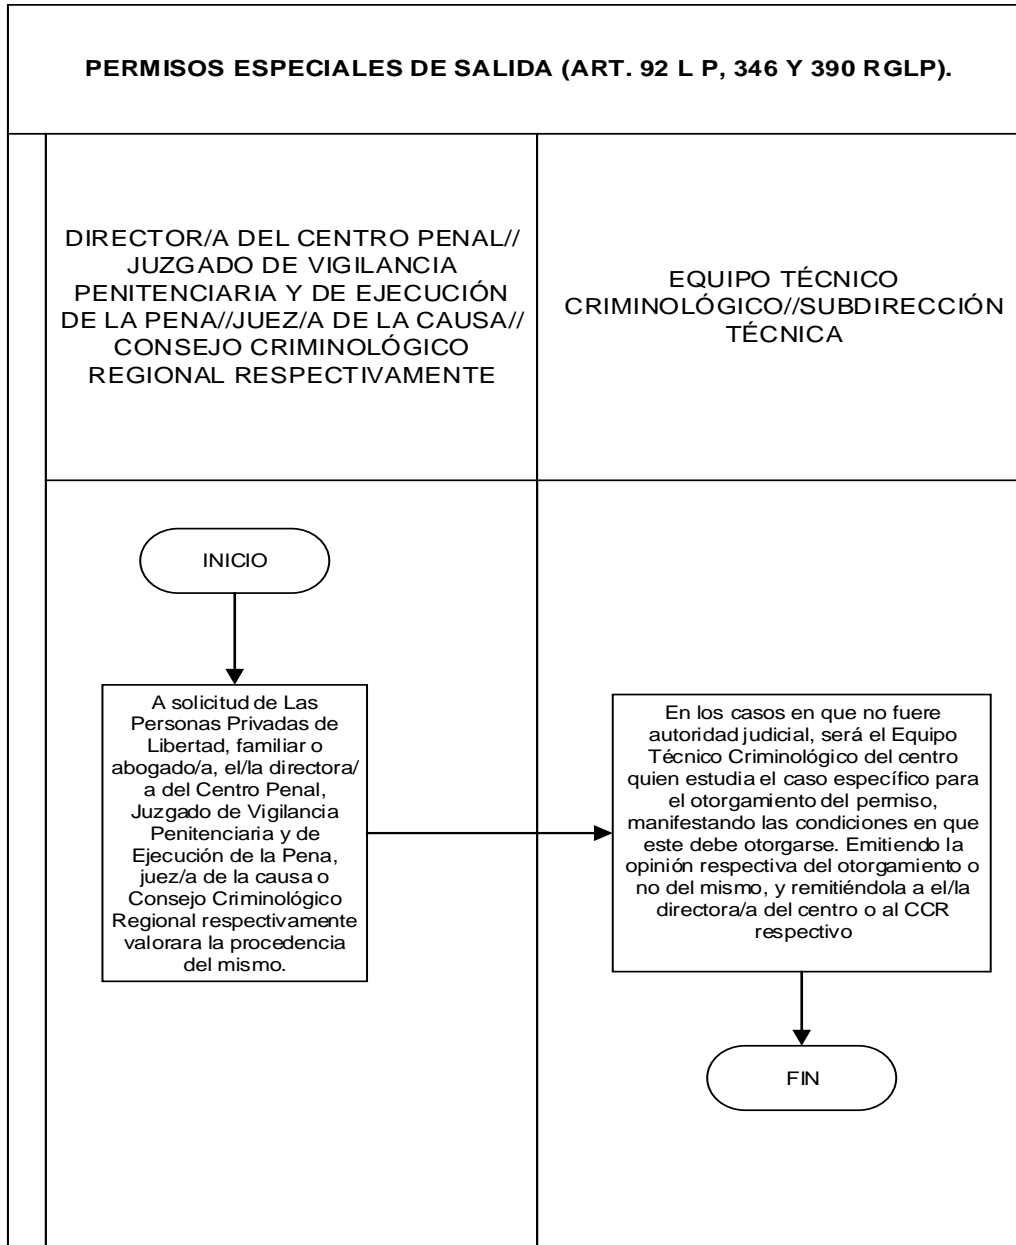 PERMISOS ESPECIALES DE SALIDA (ART. 92 L P, 346 Y 390 RGLP).
DIRECTOR/A DEL CENTRO PENAL//
JUZGADO DE VIGILANCIA
PENITENCIARIA Y DE EJECUCIÓN
DE LA PENA//JUEZ/A DE LA CAUSA//
CONSEJO CRIMINOLÓGICO
REGIONAL RESPECTIVAMENTE
EQUIPO TÉCNICO
CRIMINOLÓGICO//SUBDIRECCIÓN
TÉCNICA
INICIO
A solicitud de Las
Personas Privadas de
Libertad, familiar o
abogado/a, el/la directora/
a del Centro Penal,
Juzgado de Vigilancia
Penitenciaria y de
Ejecución de la Pena,
juez/a de la causa o
Consejo Criminológico
Regional respectivamente
valorara la procedencia
del mismo.
En los casos en que no fuere
autoridad judicial, será el Equipo
Técnico Criminológico del centro
quien estudia el caso específico para
el otorgamiento del permiso,
manifestando las condiciones en que
este debe otorgarse. Emitiendo la
opinión respectiva del otorgamiento o
no del mismo, y remitiéndola a el/la
directora/a del centro o al CCR
respectivo
FIN